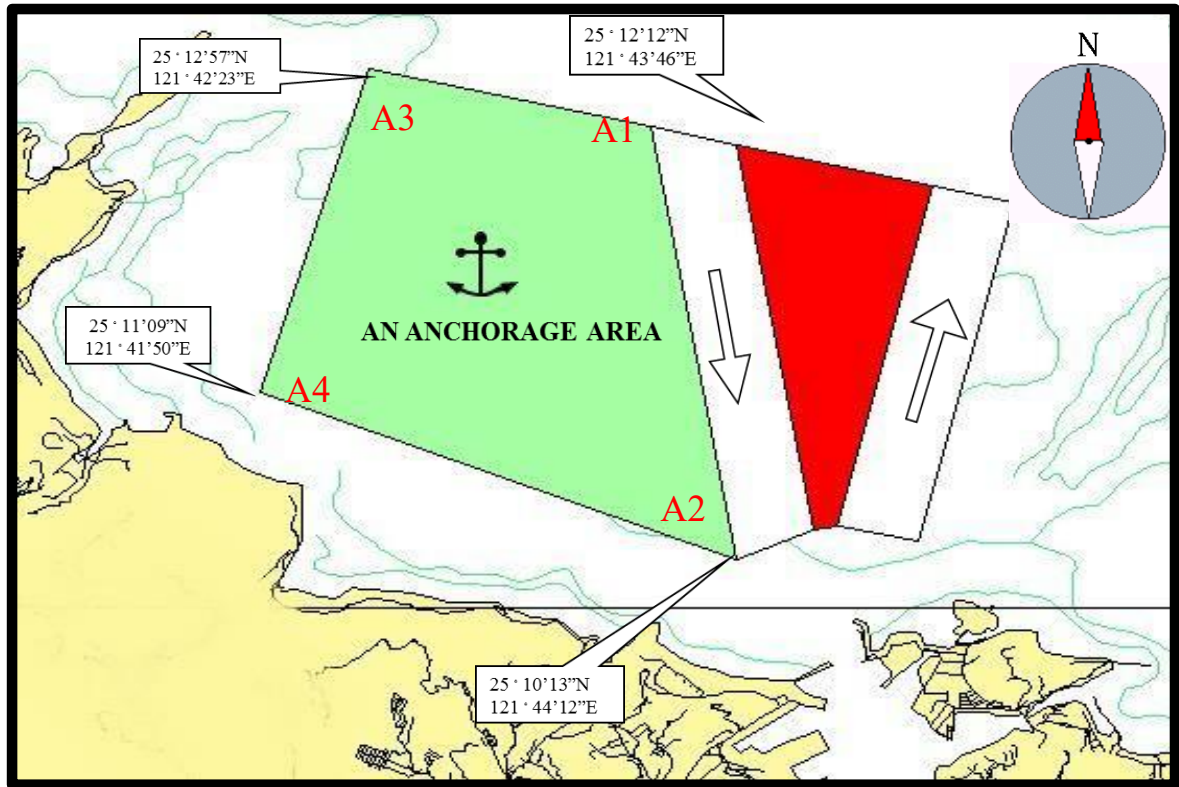 25°12’12”N
121°43’46”E
25°12’57”N
121°42’23”E
N
A3
A1
AN ANCHORAGE AREA
25°11’09”N
121°41’50”E
A4
A2
25°10’13”N
121°44’12”E